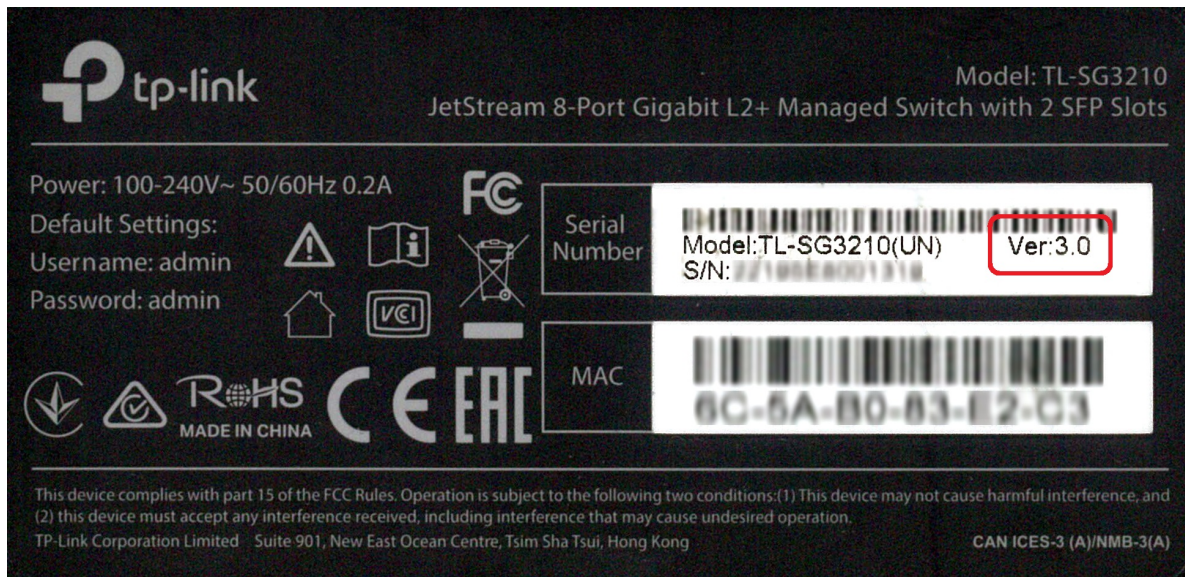 tp-link
Model: TL-SG3210
JetStream 8-Port Gigabit L2+ Managed Switch with 2 SFP Slots
Power: 100-240V~ 50/60Hz 0.2A
Default Settings:
Username: admin
Password: admin
FC
VCI
Serial
Number
Model:TL-SG3210(UN) Ver:3.0
S/N:
MAC
RoHS
MADE IN CHINA
CE
EAC
This device complies with part 15 of the FCC Rules. Operation is subject to the following two conditions:(1) This device may not cause harmful interference, and
(2) this device must accept any interference received, including interference that may cause undesired operation.
TP-Link Corporation Limited Suite 901, New East Ocean Centre, Tsim Sha Tsui, Hong Kong
CAN ICES-3 (A)/NMB-3(A)